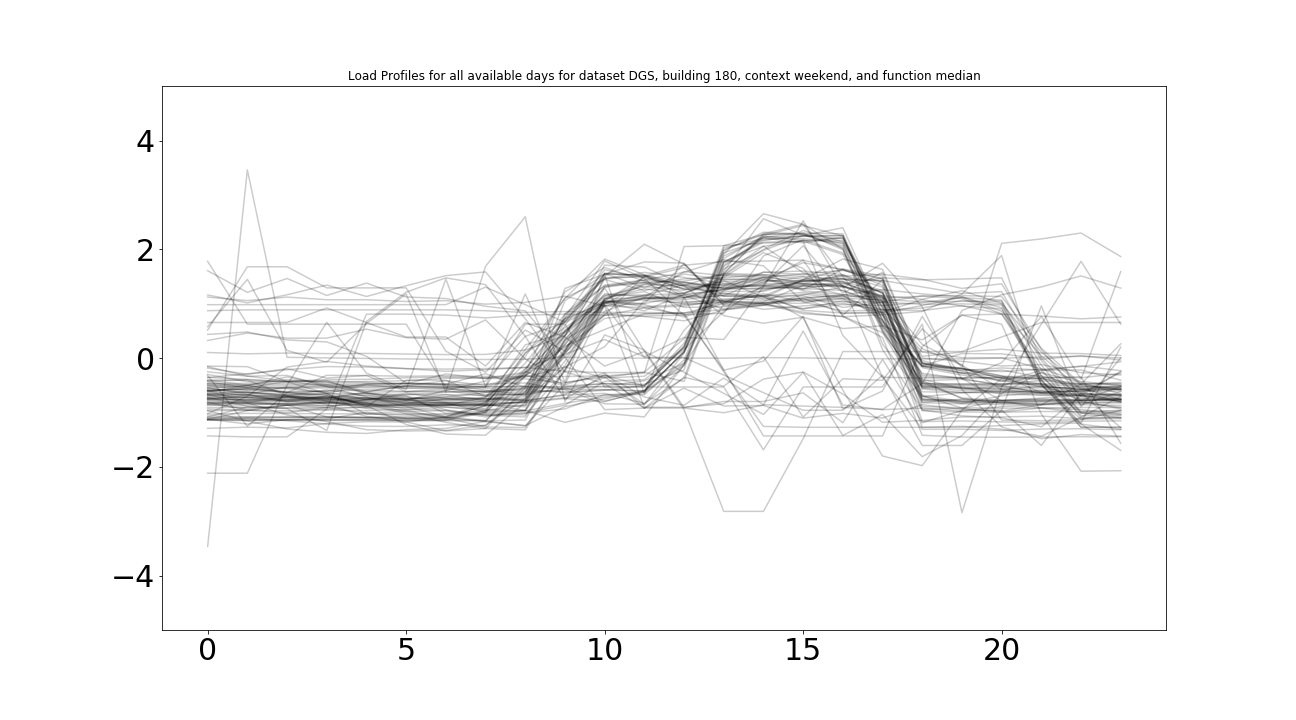 Load Profiles for all available days for dataset DGS, building 180, context weekend, and function median
4
2
0
−2
−4
0 5 10 15 20